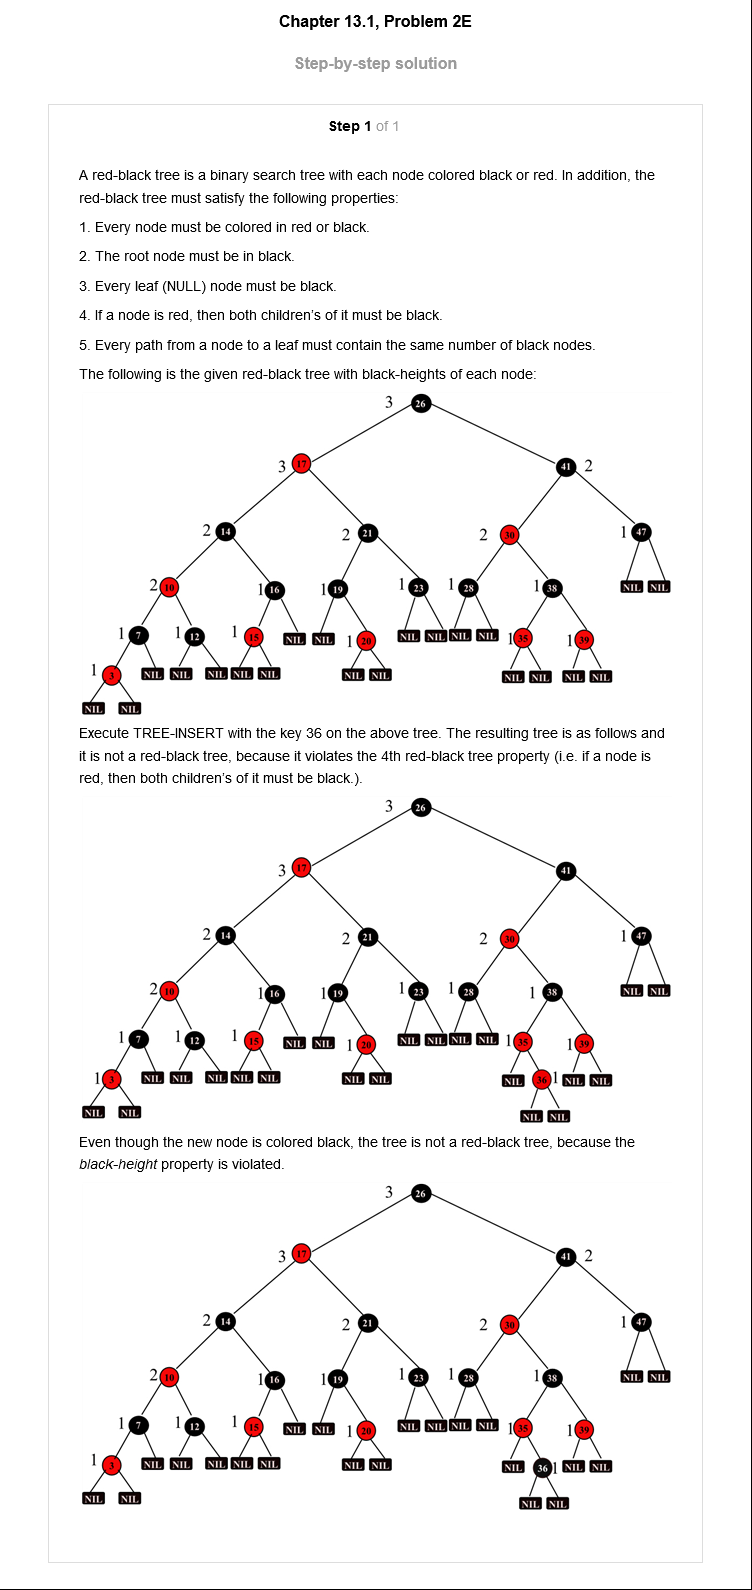 Chapter 13.1, Problem 2E
Step-by-step solution
Step 1 of 1
A red-black tree is a binary search tree with each node colored black or red. In addition, the
red-black tree must satisfy the following properties:
1. Every node must be colored in red or black.
2. The root node must be in black.
3. Every leaf (NULL) node must be black.
4. If a node is red, then both children's of it must be black.
5. Every path from a node to a leaf must contain the same number of black nodes.
The following is the given red-black tree with black-heights of each node:
3 26
3 17 41 2
2 14 2 21 2 30 1 47
2 10 1 16 1 19 1 23 1 28 1 38 NIL NIL
1 7 1 12 1 15 NIL NIL 1 20 NIL NIL NIL NIL 1 35 1 39
1 3 NIL NIL NIL NIL NIL NIL NIL NIL NIL NIL NIL
NIL NIL
Execute TREE-INSERT with the key 36 on the above tree. The resulting tree is as follows and
it is not a red-black tree, because it violates the 4th red-black tree property (i.e. if a node is
red, then both children's of it must be black.).
3 26
3 17 41
2 14 2 21 2 30 1 47
2 10 1 16 1 19 1 23 1 28 1 38 NIL NIL
1 7 1 12 1 15 NIL NIL 1 20 NIL NIL NIL NIL 1 35 1 39
1 3 NIL NIL NIL NIL NIL NIL NIL NIL 36 1 NIL NIL
NIL NIL NIL NIL
Even though the new node is colored black, the tree is not a red-black tree, because the
black-height property is violated.
3 26
3 17 41 2
2 14 2 21 2 30 1 47
2 10 1 16 1 19 1 23 1 28 1 38 NIL NIL
1 7 1 12 1 15 NIL NIL 1 20 NIL NIL NIL NIL 1 35 1 39
1 3 NIL NIL NIL NIL NIL NIL NIL NIL 36 1 NIL NIL
NIL NIL NIL NIL